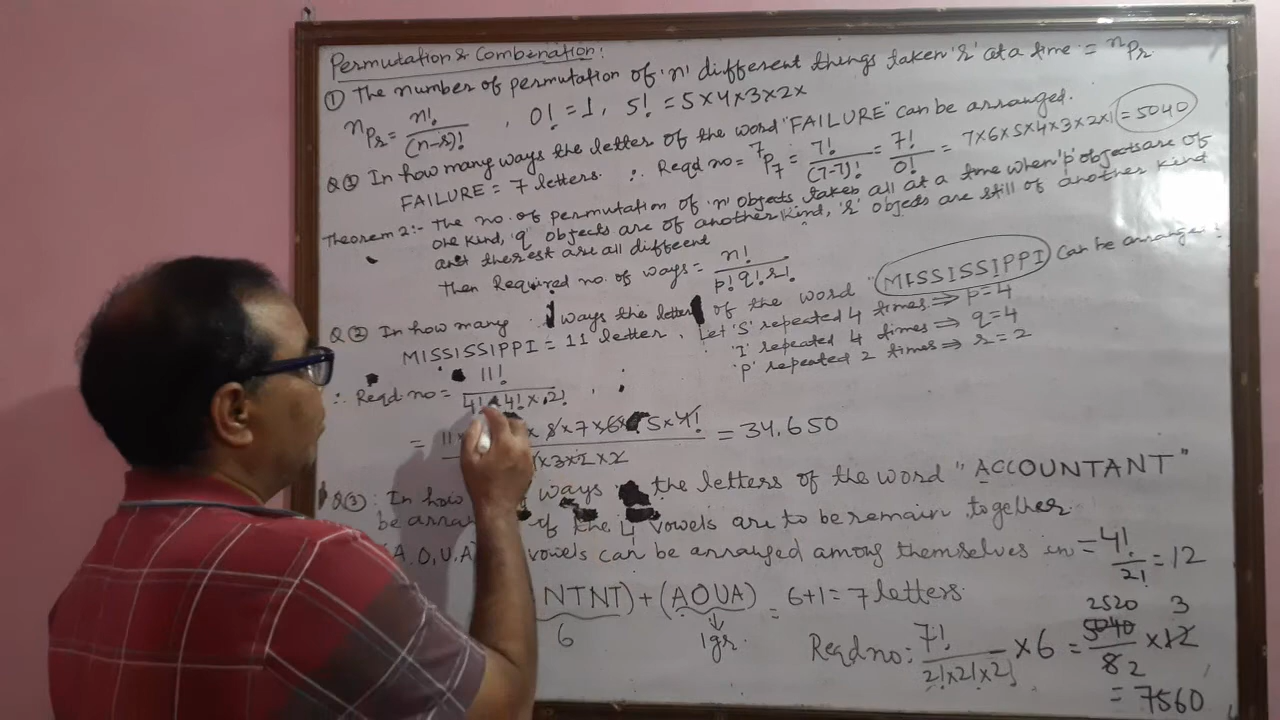 Permutation & Combination:
① The number of permutation of 'n' different things taken 'r' at a time = ⁿPr
ⁿPr = n!/(n-r)! , 0! = 1, 5! = 5×4×3×2×
Q① In how many ways the letter of the word "FAILURE" can be arranged.
FAILURE = 7 letters. ∴ Reqd no = ⁷P₇ = 7!/(7-7)! = 7!/0! = 7×6×5×4×3×2×1 = 5040
Theorem 2:- The no. of permutation of 'n' objects taken all at a time when 'p' objects are of
one kind, 'q' objects are of another kind, 'r' objects are still of another kind
and the rest are all diffeent
Then Required no. of ways = n!/p! q! r!
Q② In how many ways the letter of the word "MISSISSIPPI" can be arrange
MISSISSIPPI = 11 letter, Let 'S' repeated 4 times ⇒ p=4
'I' repeated 4 times ⇒ q=4
'P' repeated 2 times ⇒ r=2
∴ Reqd no = 11!/4!×4!×2!
= 11× × 8×7×6×5×4!/ ×3×2×2 = 34.650
Q③: In how ways the letters of the word "ACCOUNTANT"
be arran if the 4 vowels are to be remain together.
A.O,U.A) vowels can be arranged among themselves in = 4!/2! = 12
NTNT) + (AOUA) = 6+1 = 7 letters.
6 1gr.
Reqd no: 7!/2!×2!×2! × 6 = 5040/8 × 12
2520 3
2
= 7560